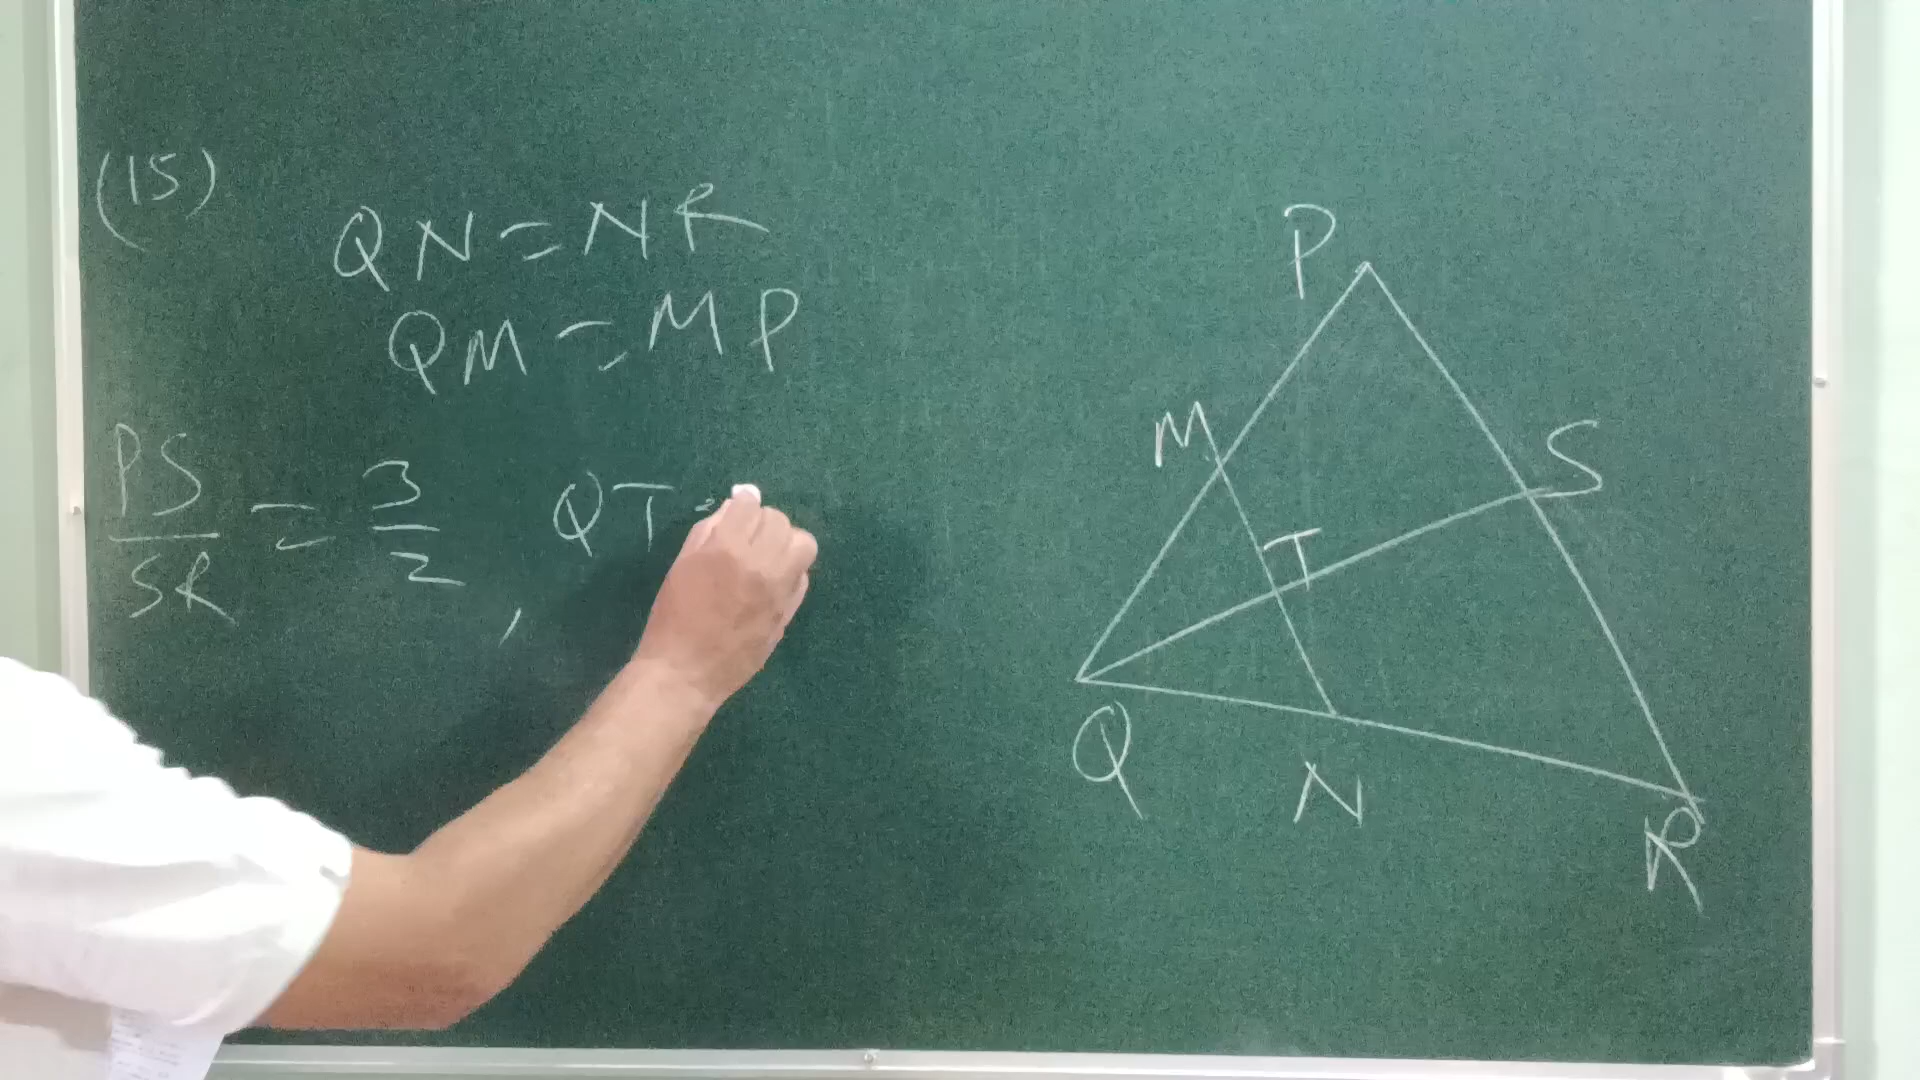 (15)
QN=NR
QM=MP
PS/SR = 3/2, QT
P
M
S
T
Q
N
R